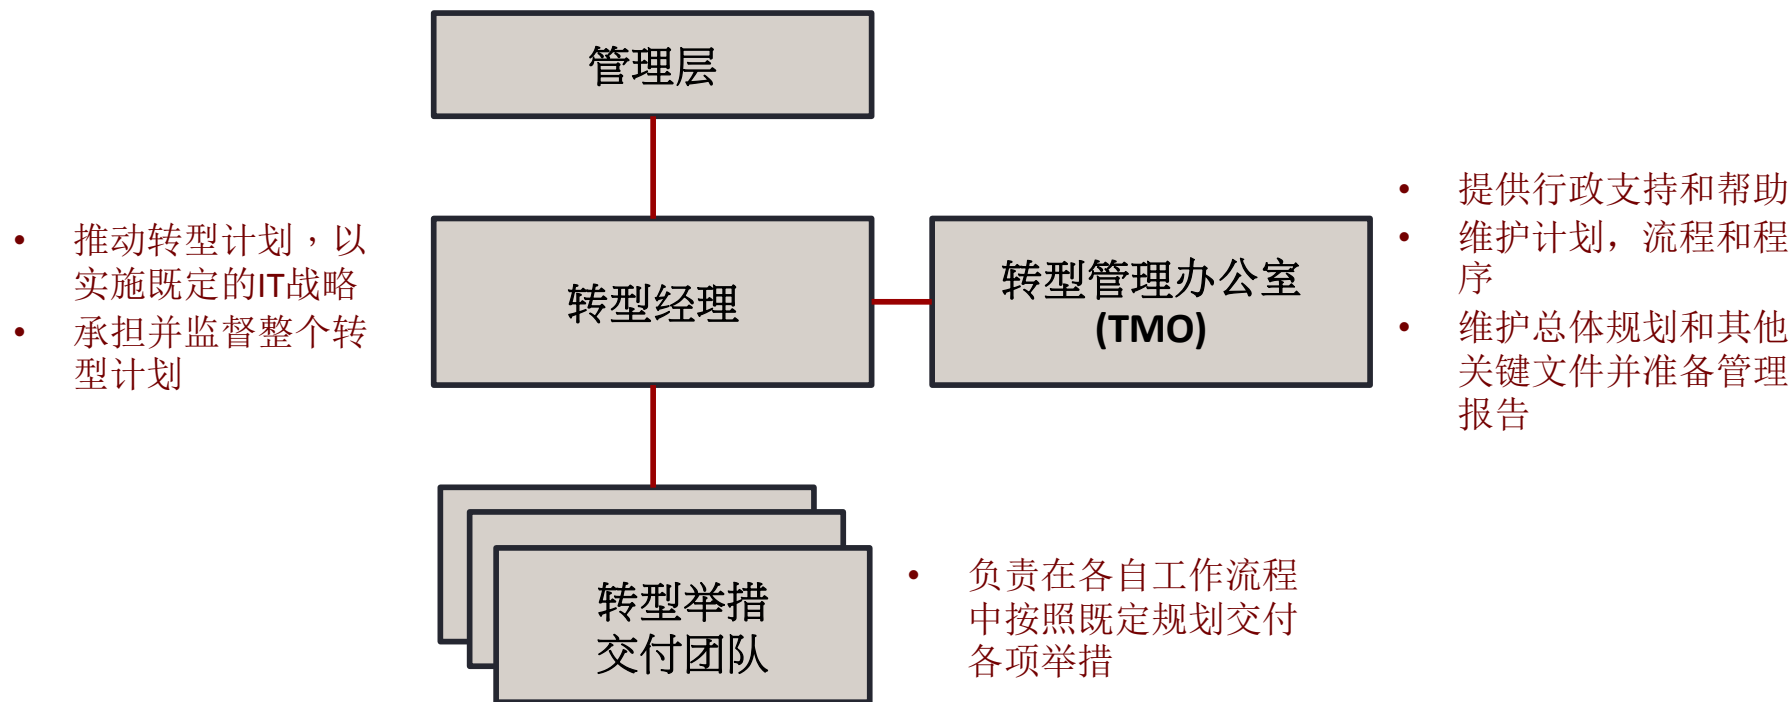 管理层
• 推动转型计划，以
实施既定的IT战略
• 承担并监督整个转
型计划
转型经理
转型管理办公室
(TMO)
• 提供行政支持和帮助
• 维护计划，流程和程
序
• 维护总体规划和其他
关键文件并准备管理
报告
转型举措
交付团队
• 负责在各自工作流程
中按照既定规划交付
各项举措